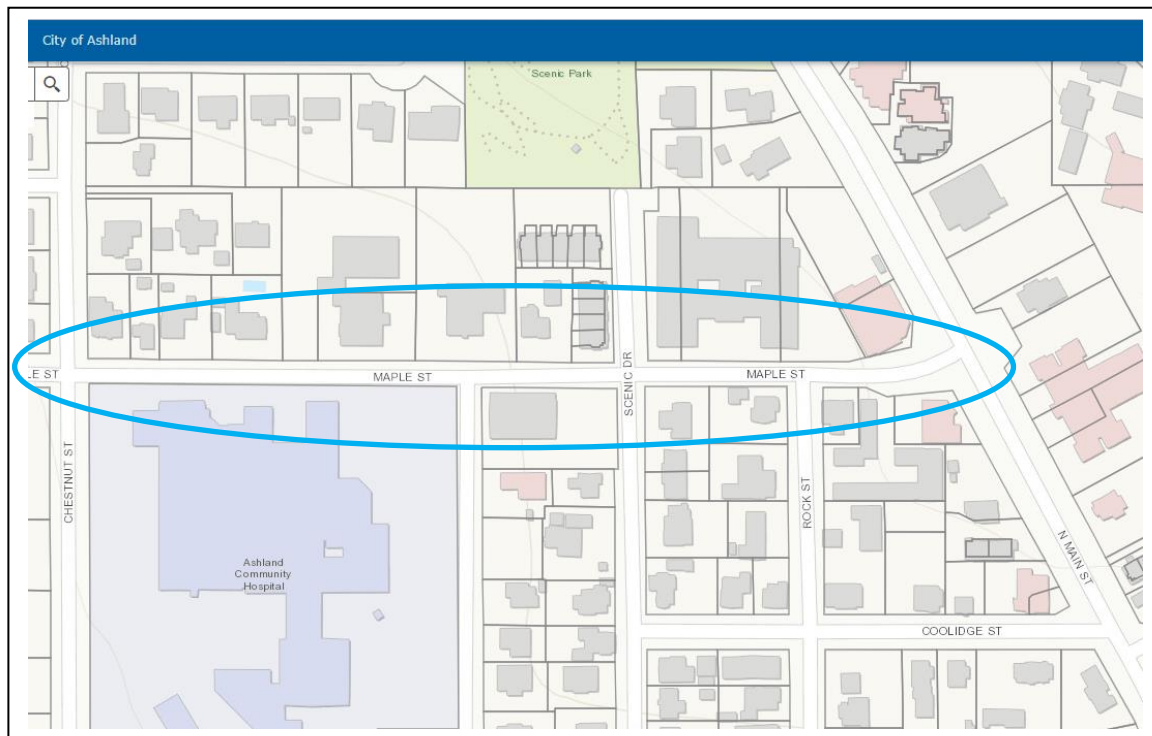 City of Ashland
Scenic Park
LE ST
MAPLE ST
MAPLE ST
SCENIC DR
CHESTNUT ST
ROCK ST
N MAIN ST
Ashland
Community
Hospital
COOLIDGE ST